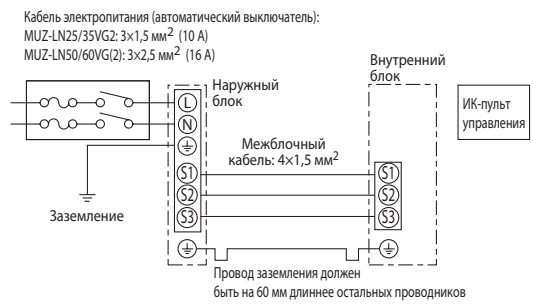 Кабель электропитания (автоматический выключатель):
MUZ-LN25/35VG2: 3×1,5 мм² (10 А)
MUZ-LN50/60VG(2): 3×2,5 мм² (16 А)
Наружный
блок
Внутренний
блок
ИК-пульт
управления
L
N
Межблочный
кабель: 4×1,5 мм²
S1
S1
S2
S2
S3
S3
Заземление
Провод заземления должен
быть на 60 мм длиннее остальных проводников